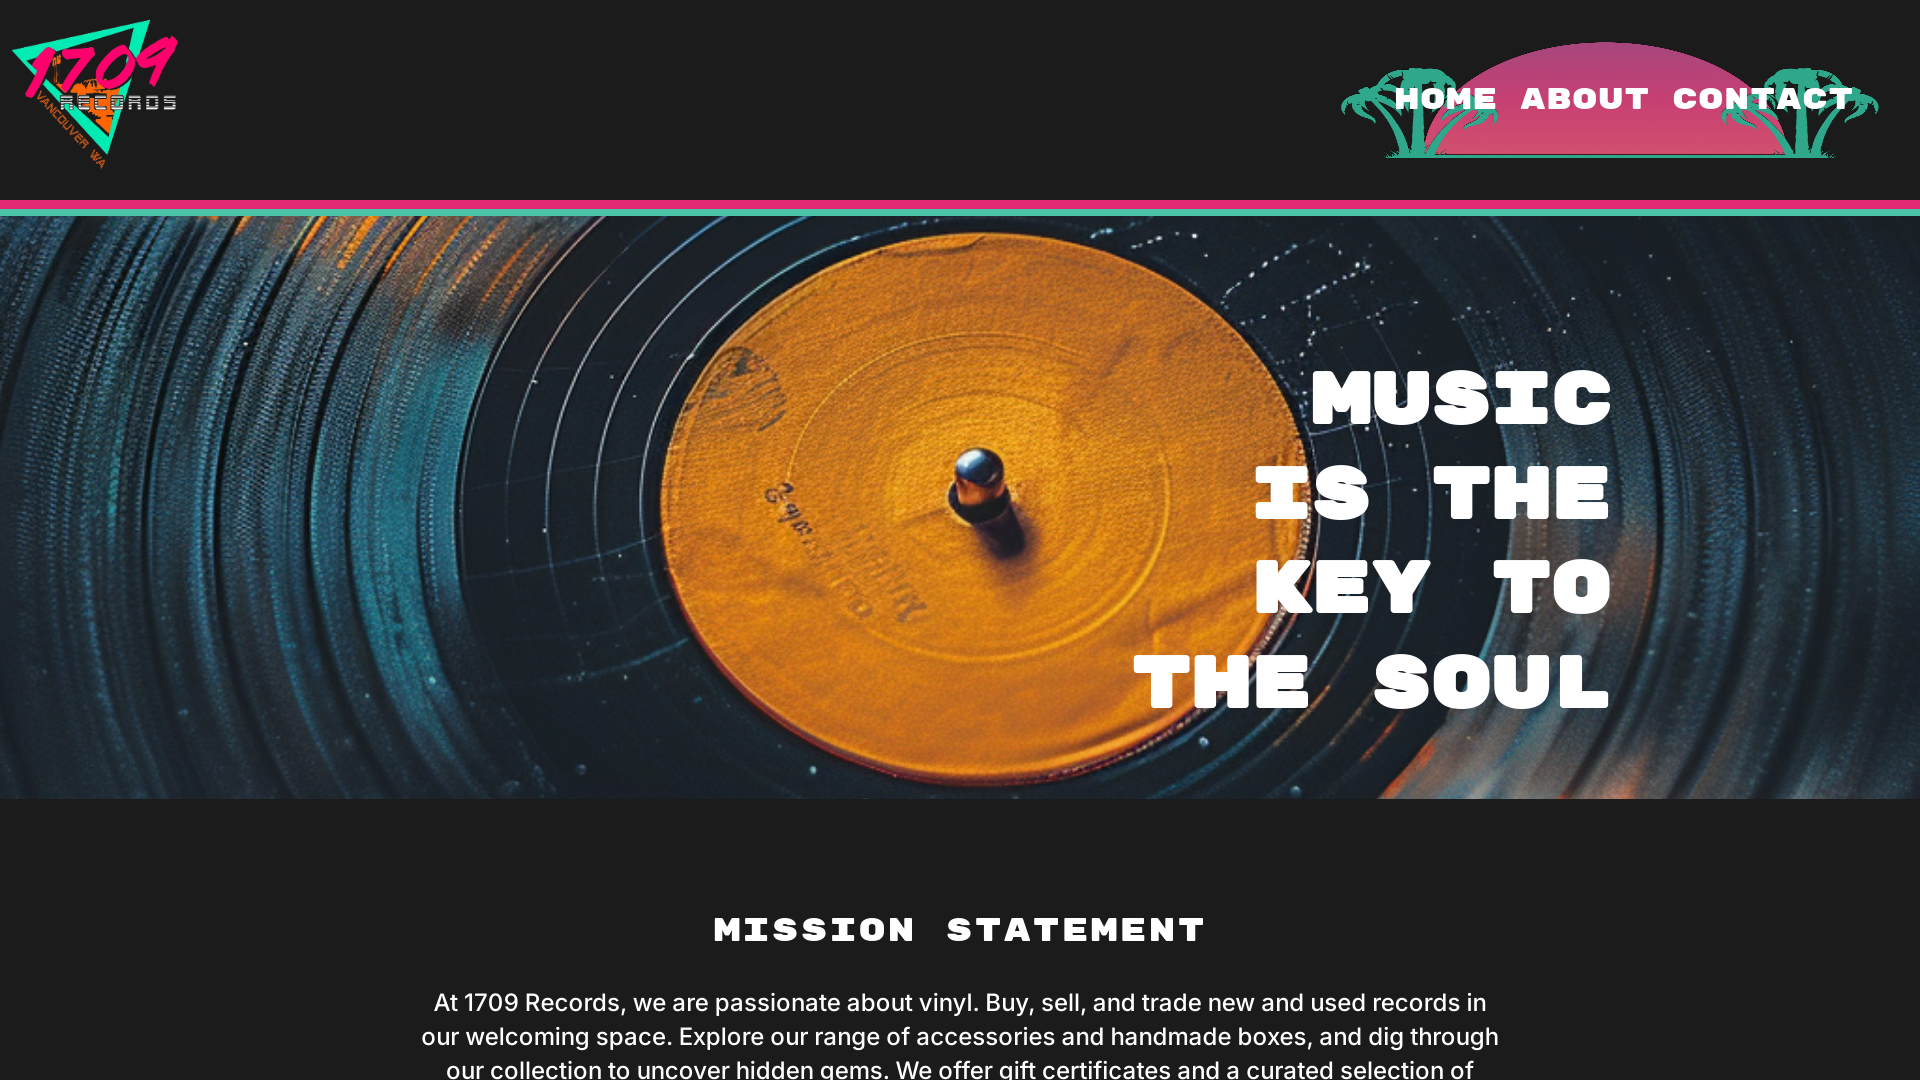 1709
RECORDS
VANCOUVER WA
HOME ABOUT CONTACT
MUSIC
IS THE
KEY TO
THE SOUL
MISSION STATEMENT
At 1709 Records, we are passionate about vinyl. Buy, sell, and trade new and used records in
our welcoming space. Explore our range of accessories and handmade boxes, and dig through
our collection to uncover hidden gems. We offer gift certificates and a curated selection of